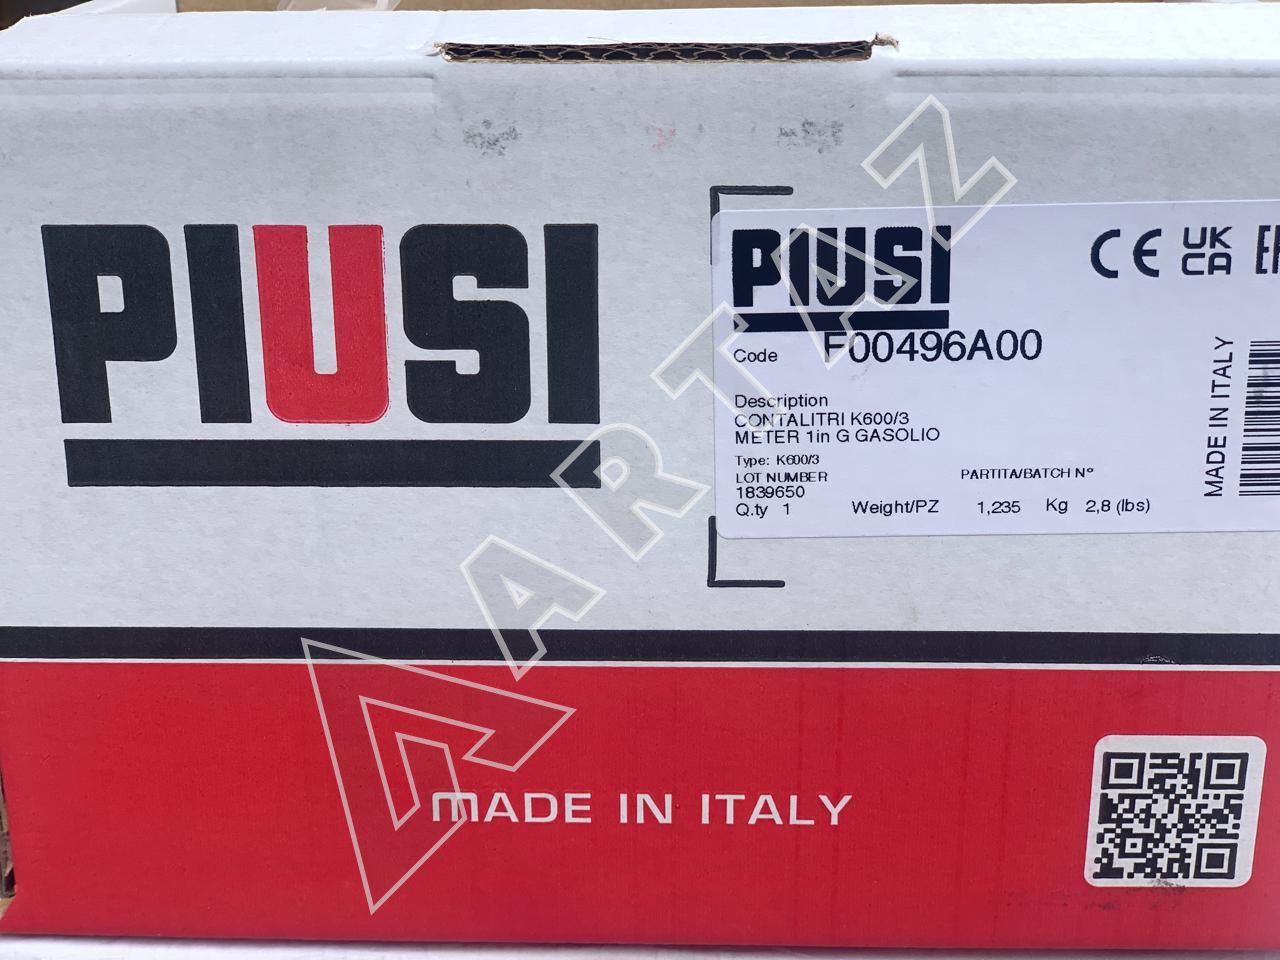 PIUSI
PIUSI
CE UK CA
Code F00496A00
Description
CONTALITRI K600/3
METER 1in G GASOLIO
Type: K600/3
LOT NUMBER PARTITA/BATCH N°
1839650
Q.ty 1 Weight/PZ 1,235 Kg 2,8 (lbs)
MADE IN ITALY
ARTAZ
MADE IN ITALY